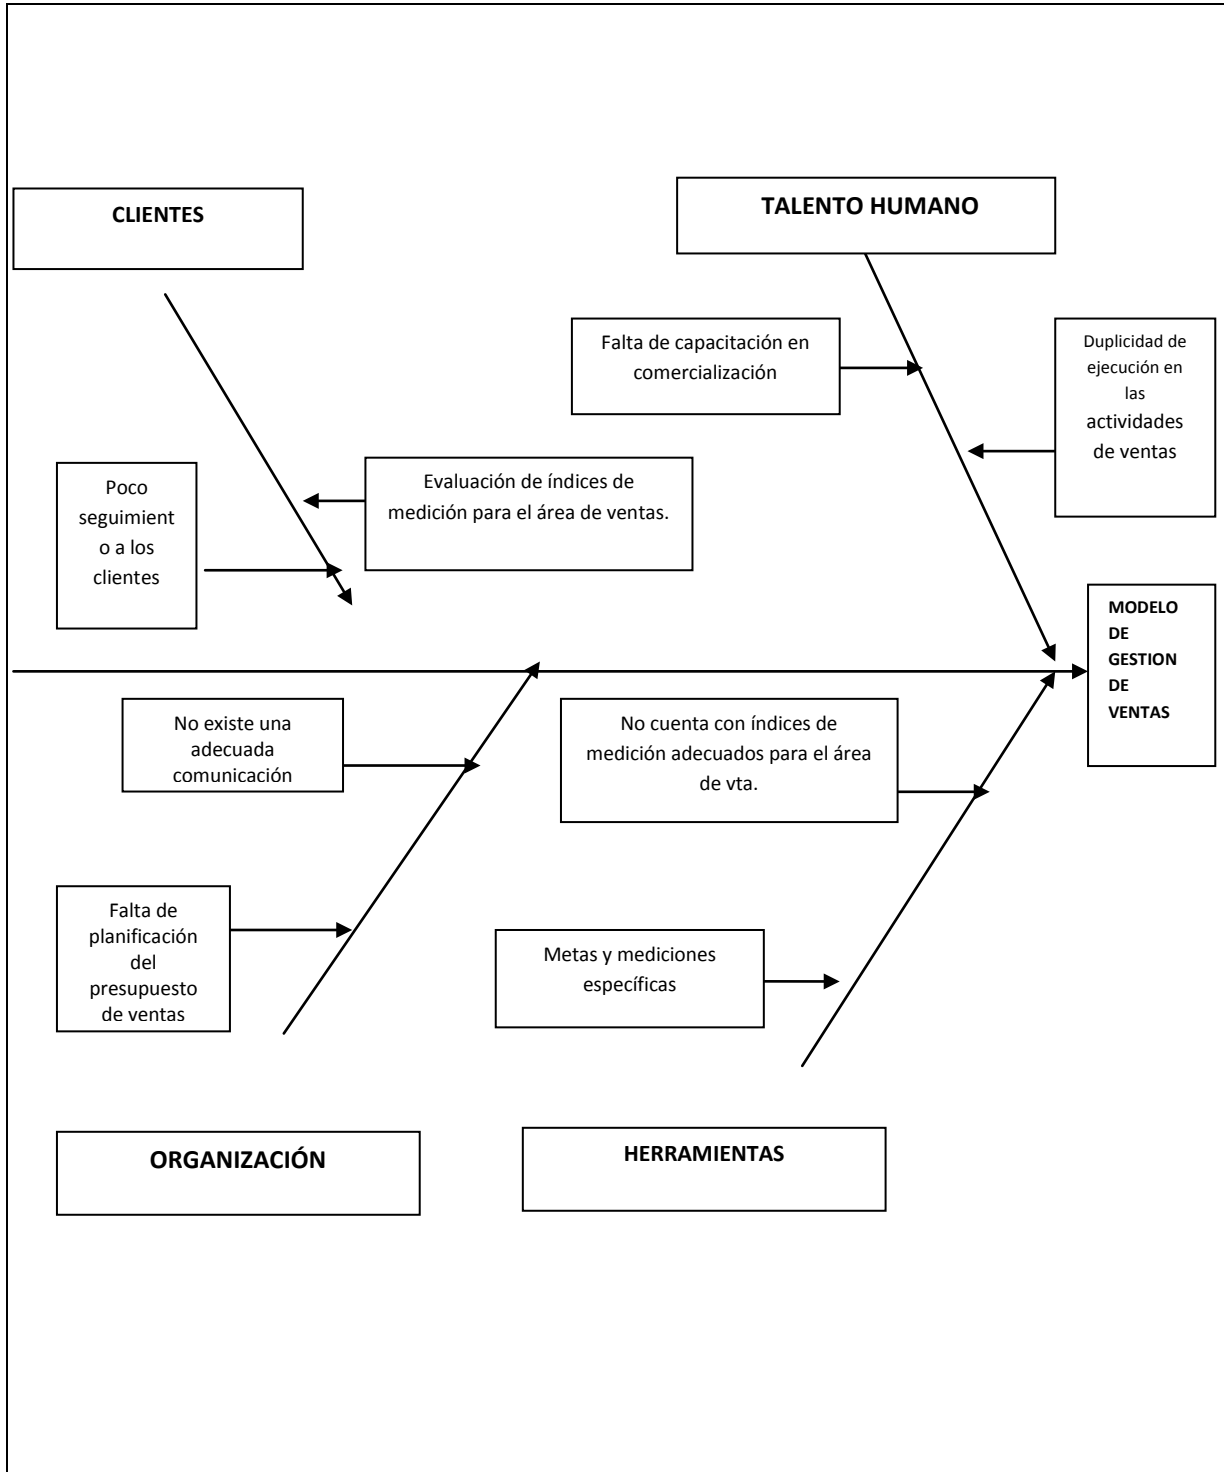 CLIENTES
TALENTO HUMANO
Falta de capacitación en
comercialización
Duplicidad de
ejecución en
las
actividades
de ventas
Poco
seguimient
o a los
clientes
Evaluación de índices de
medición para el área de ventas.
MODELO
DE
GESTION
DE
VENTAS
No existe una
adecuada
comunicación
No cuenta con índices de
medición adecuados para el área
de vta.
Falta de
planificación
del
presupuesto
de ventas
Metas y mediciones
específicas
ORGANIZACIÓN
HERRAMIENTAS